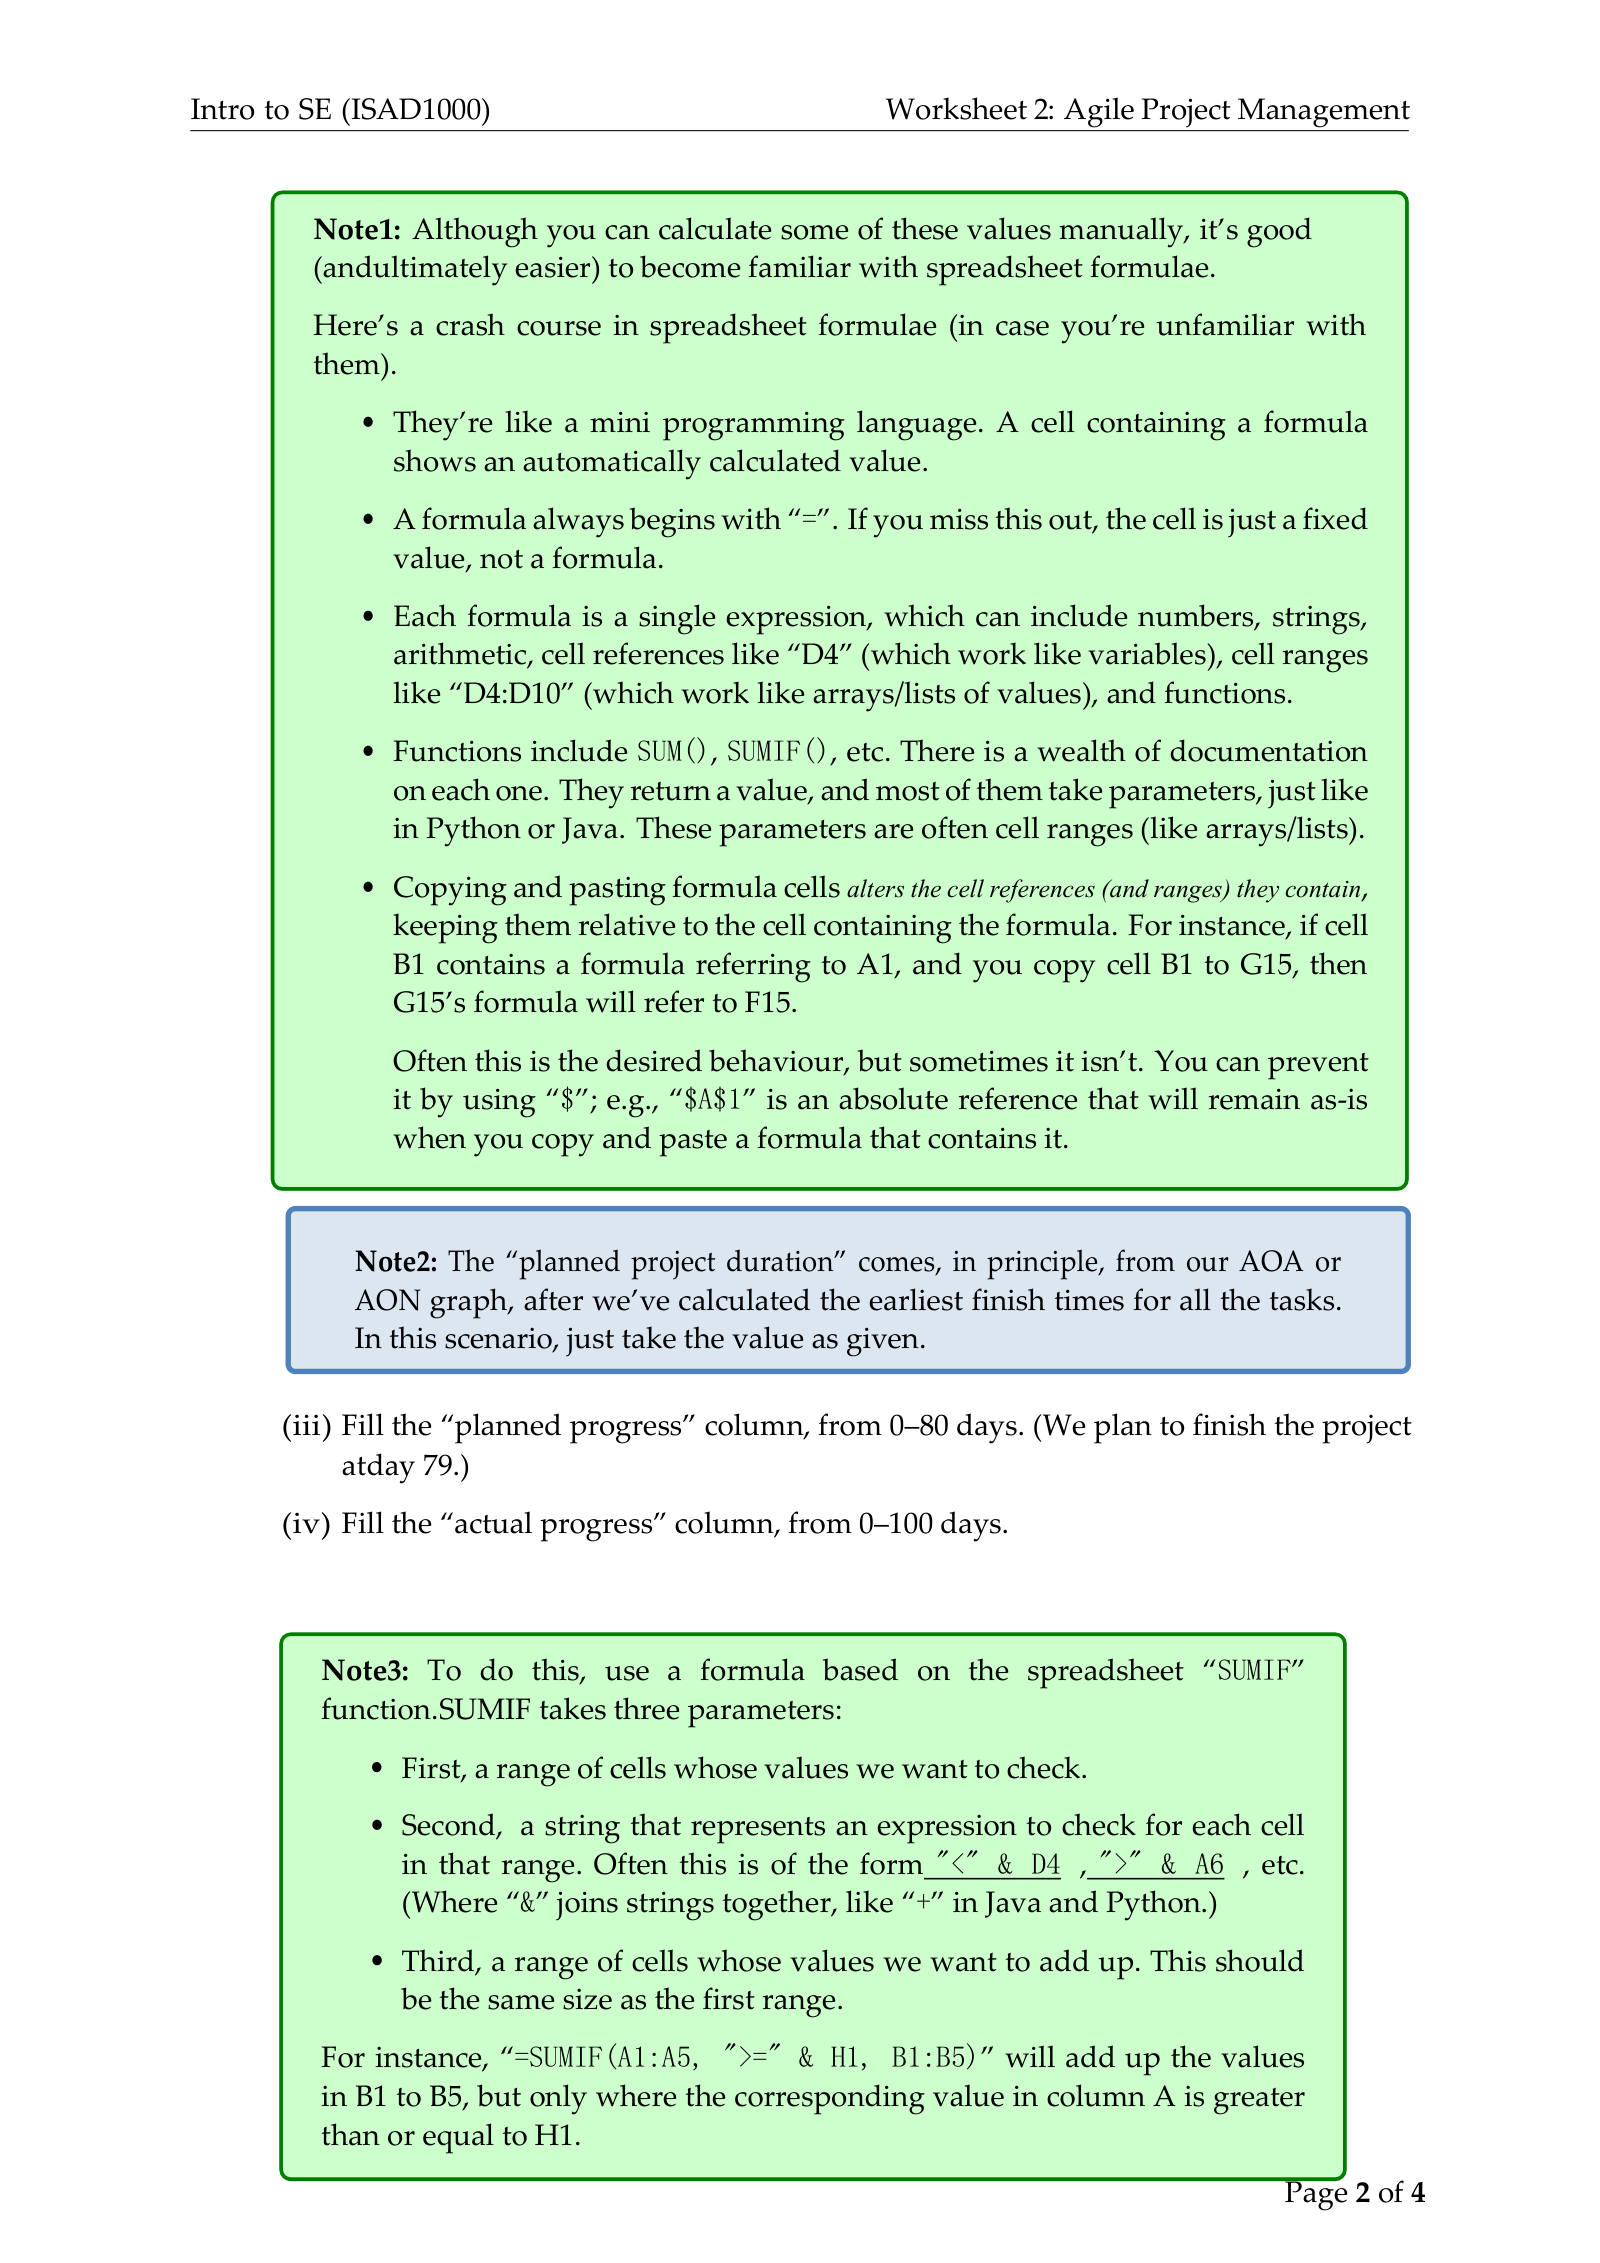 Intro to SE (ISAD1000) Worksheet 2: Agile Project Management
Note1: Although you can calculate some of these values manually, it’s good
(andultimately easier) to become familiar with spreadsheet formulae.
Here’s a crash course in spreadsheet formulae (in case you’re unfamiliar with
them).
• They’re like a mini programming language. A cell containing a formula
shows an automatically calculated value.
• A formula always begins with “=”. If you miss this out, the cell is just a fixed
value, not a formula.
• Each formula is a single expression, which can include numbers, strings,
arithmetic, cell references like “D4” (which work like variables), cell ranges
like “D4:D10” (which work like arrays/lists of values), and functions.
• Functions include SUM(), SUMIF(), etc. There is a wealth of documentation
on each one. They return a value, and most of them take parameters, just like
in Python or Java. These parameters are often cell ranges (like arrays/lists).
• Copying and pasting formula cells alters the cell references (and ranges) they contain,
keeping them relative to the cell containing the formula. For instance, if cell
B1 contains a formula referring to A1, and you copy cell B1 to G15, then
G15’s formula will refer to F15.
Often this is the desired behaviour, but sometimes it isn’t. You can prevent
it by using “$”; e.g., “$A$1” is an absolute reference that will remain as-is
when you copy and paste a formula that contains it.
Note2: The “planned project duration” comes, in principle, from our AOA or
AON graph, after we’ve calculated the earliest finish times for all the tasks.
In this scenario, just take the value as given.
(iii) Fill the “planned progress” column, from 0–80 days. (We plan to finish the project
atday 79.)
(iv) Fill the “actual progress” column, from 0–100 days.
Note3: To do this, use a formula based on the spreadsheet “SUMIF”
function.SUMIF takes three parameters:
• First, a range of cells whose values we want to check.
• Second, a string that represents an expression to check for each cell
in that range. Often this is of the form "<" & D4 , ">" & A6 , etc.
(Where “&” joins strings together, like “+” in Java and Python.)
• Third, a range of cells whose values we want to add up. This should
be the same size as the first range.
For instance, “=SUMIF(A1:A5, ">=" & H1, B1:B5)” will add up the values
in B1 to B5, but only where the corresponding value in column A is greater
than or equal to H1.
Page 2 of 4